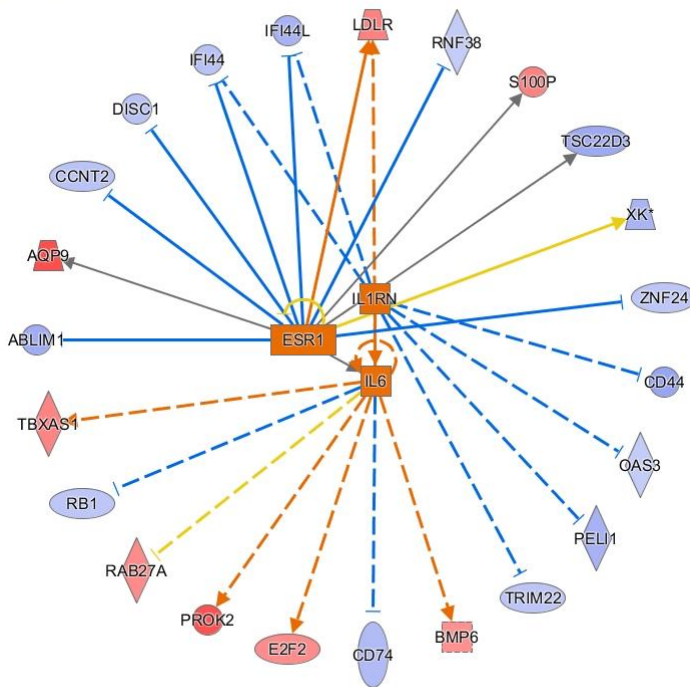 IFI44L
LDLR
RNF38
IFI44
S100P
DISC1
TSC22D3
CCNT2
XK*
AQP9
IL1RN
ZNF24
ESR1
ABLIM1
IL6
CD44
TBXAS1
OAS3
RB1
PELI1
RAB27A
TRIM22
PROK2
E2F2
BMP6
CD74